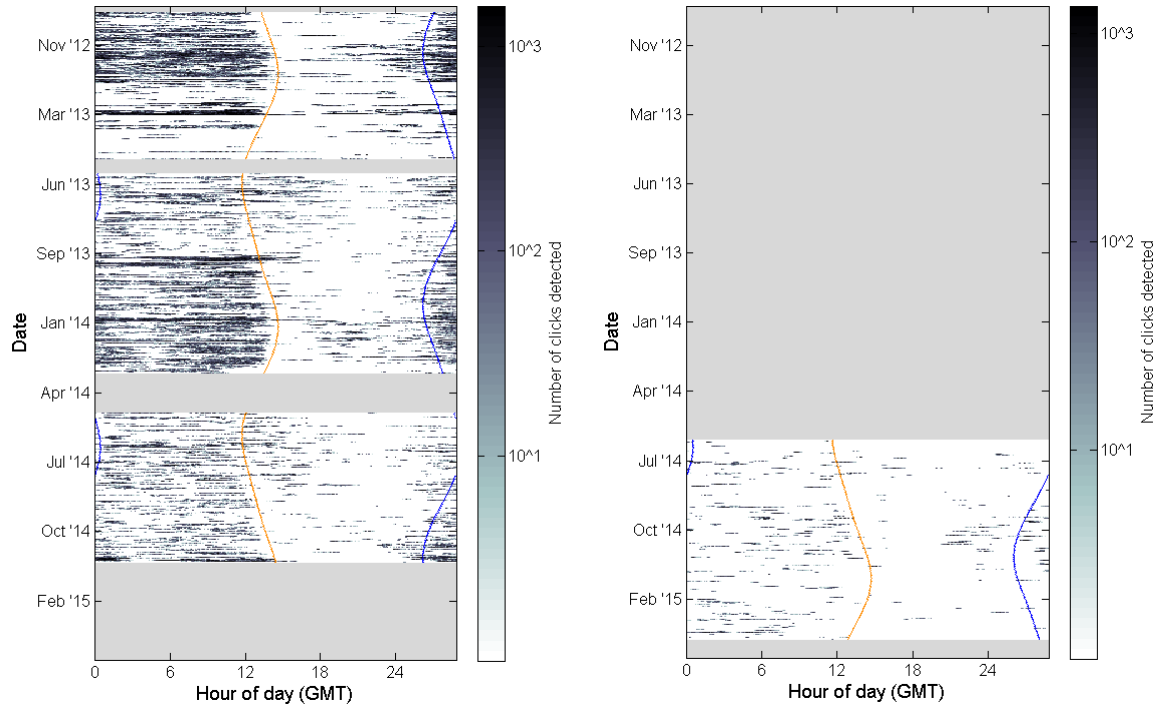 Nov '12
Mar '13
Jun '13
Sep '13
Jan '14
Apr '14
Jul '14
Oct '14
Feb '15
Date
0 6 12 18 24
Hour of day (GMT)
10^3
10^2
10^1
Number of clicks detected
Nov '12
Mar '13
Jun '13
Sep '13
Jan '14
Apr '14
Jul '14
Oct '14
Feb '15
Date
0 6 12 18 24
Hour of day (GMT)
10^3
10^2
10^1
Number of clicks detected